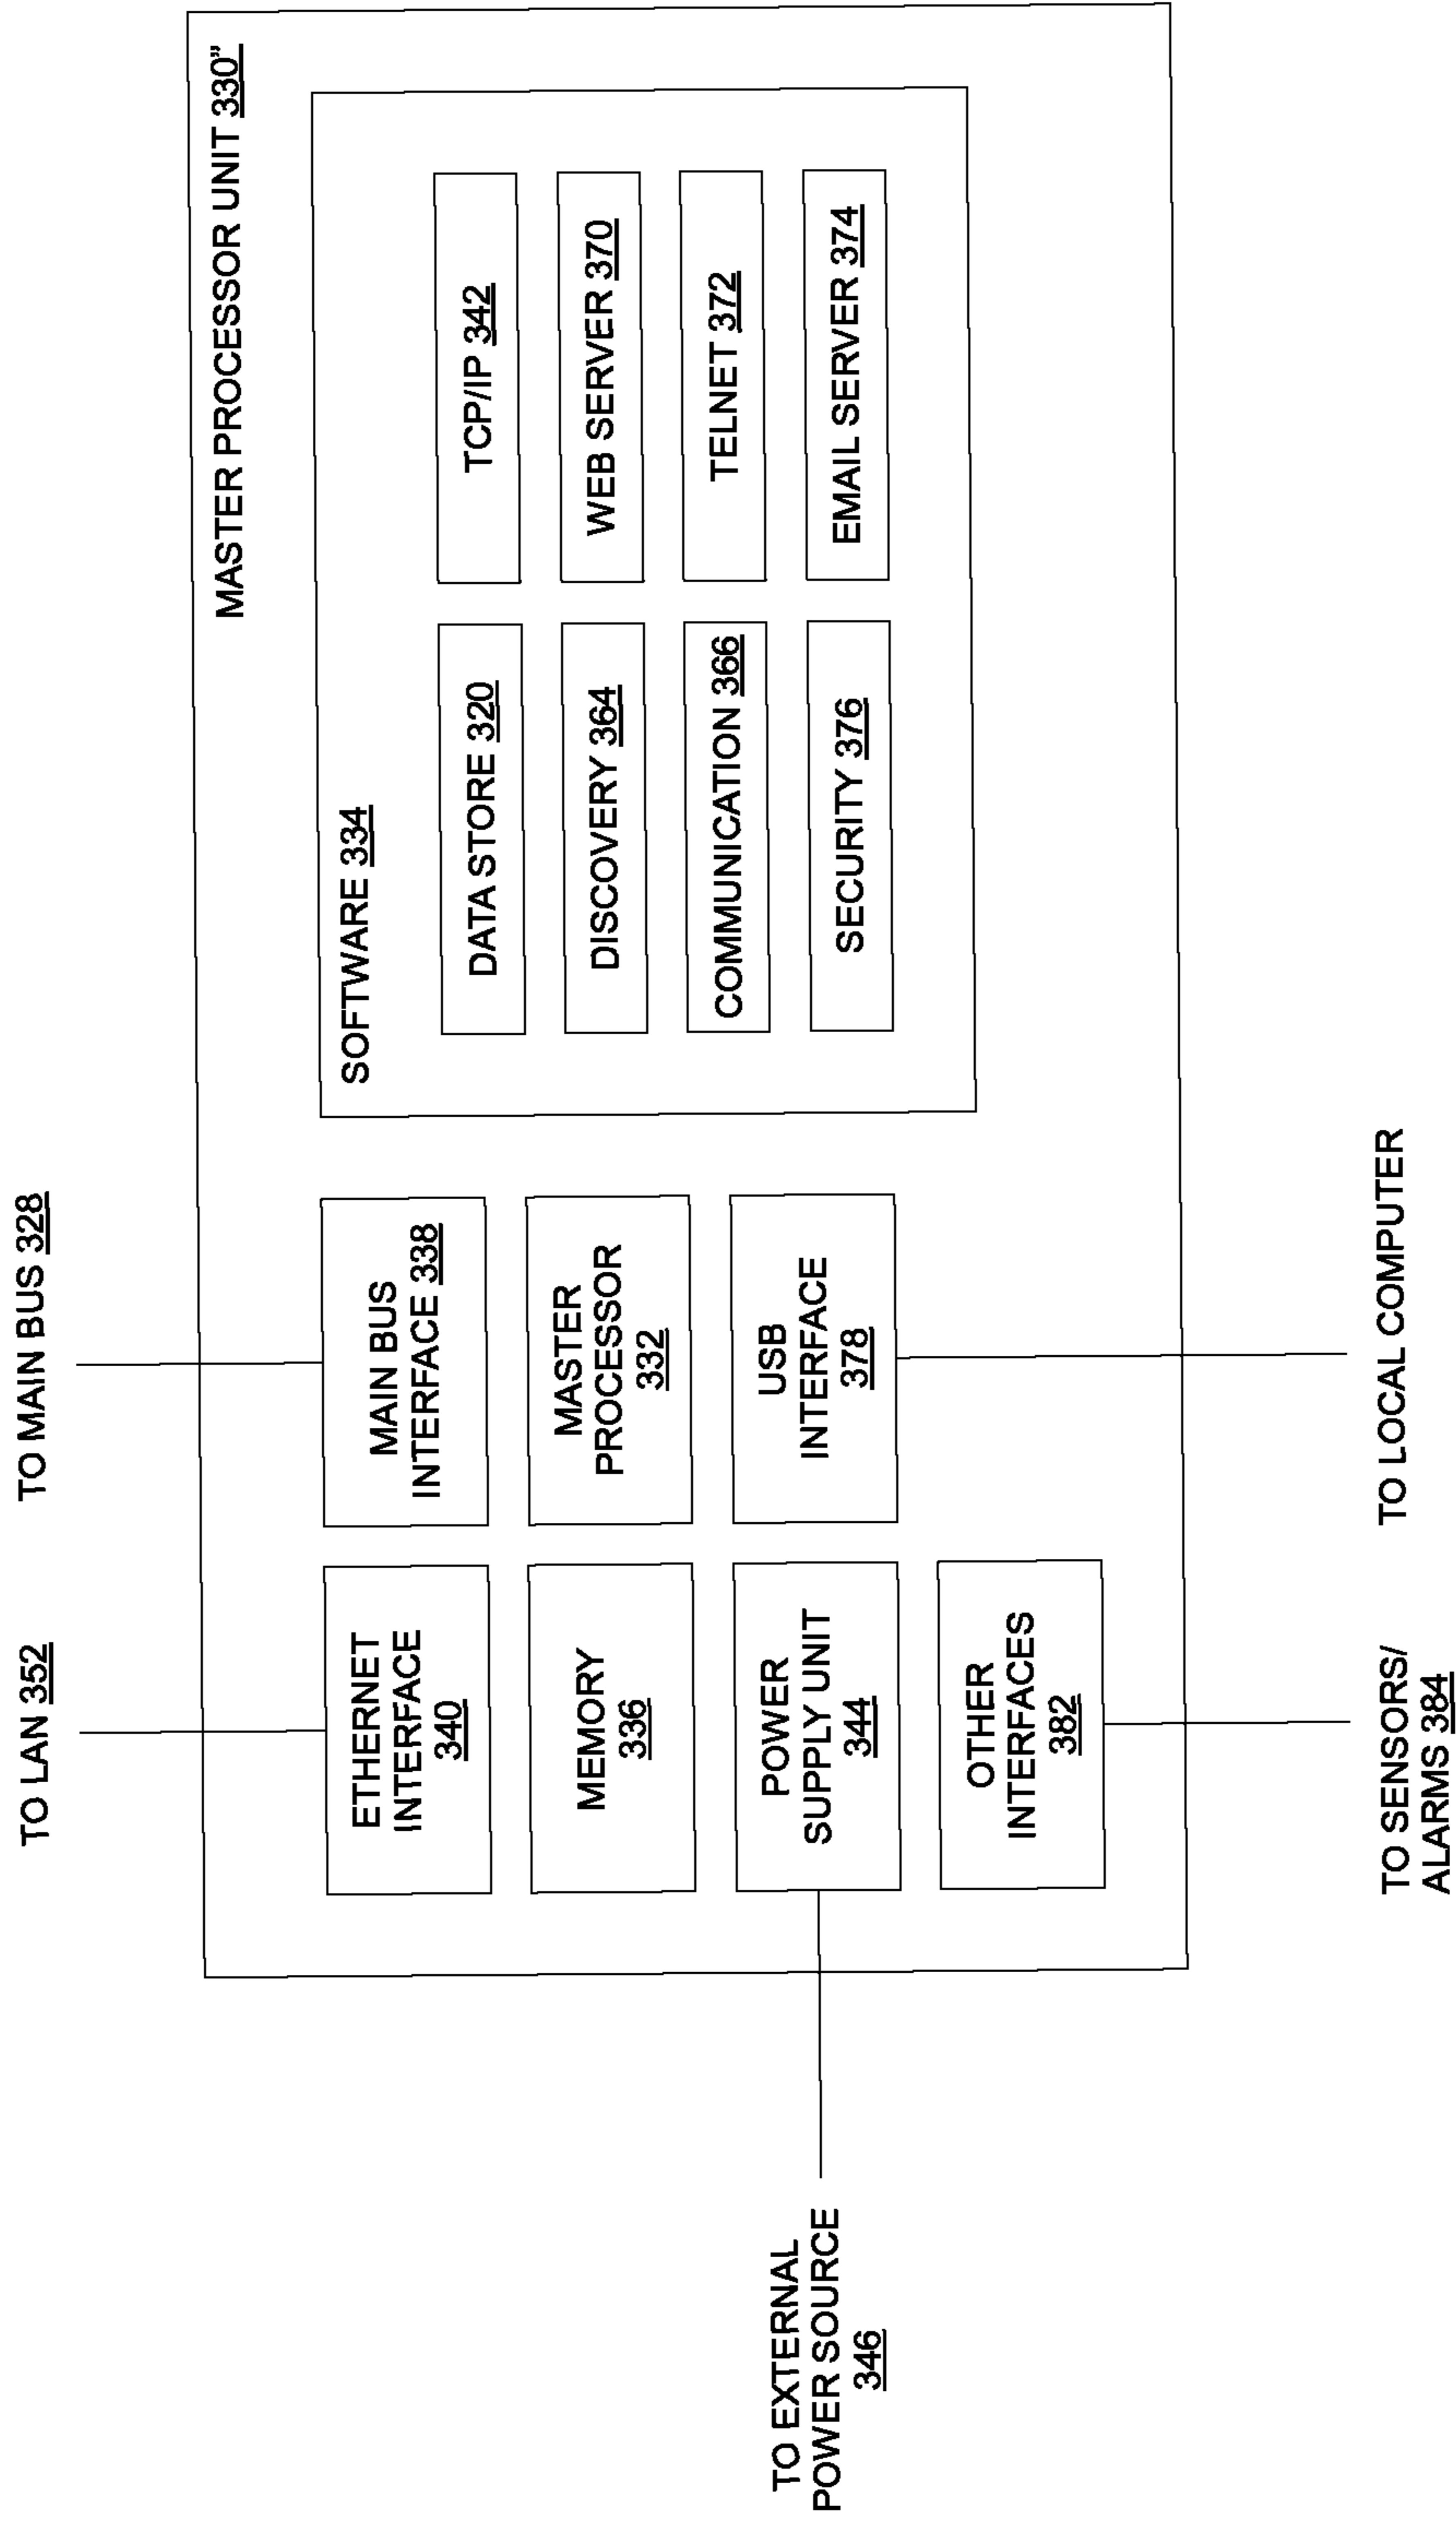 TO LAN 352
TO MAIN BUS 328
MASTER PROCESSOR UNIT 330”
ETHERNET
INTERFACE
340
MAIN BUS
INTERFACE 338
SOFTWARE 334
DATA STORE 320
TCP/IP 342
MEMORY
336
MASTER
PROCESSOR
332
DISCOVERY 364
WEB SERVER 370
COMMUNICATION 366
TELNET 372
TO EXTERNAL
POWER SOURCE
346
POWER
SUPPLY UNIT
344
USB
INTERFACE
378
SECURITY 376
EMAIL SERVER 374
OTHER
INTERFACES
382
TO SENSORS/
ALARMS 384
TO LOCAL COMPUTER